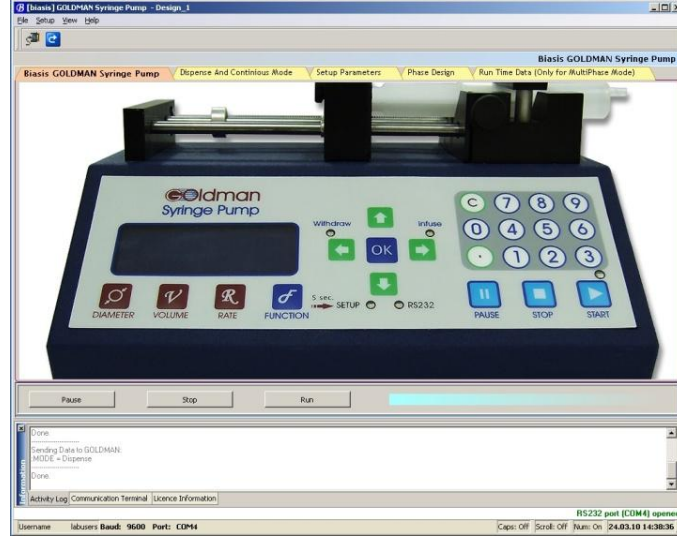 [biasis] GOLDMAN Syringe Pump - Design_1
File Setup View Help
Biasis GOLDMAN Syringe Pump
Biasis GOLDMAN Syringe Pump Dispense And Continious Mode Setup Parameters Phase Design Run Time Data (Only for MultiPhase Mode)
GOldman
Syringe Pump
Withdraw Infuse
OK
C 7 8 9
0 4 5 6
. 1 2 3
DIAMETER VOLUME RATE FUNCTION
V R F
5 sec. SETUP RS232
PAUSE STOP START
Pause Stop Run
Information
Done.
Sending Data to GOLDMAN:
MODE = Dispense
Done.
Activity Log Communication Terminal Licence Information
RS232 port (COM4) opene
Username labusers Baud: 9600 Port: COM4 Caps: Off Scroll: Off Num: On 24.03.10 14:38:36